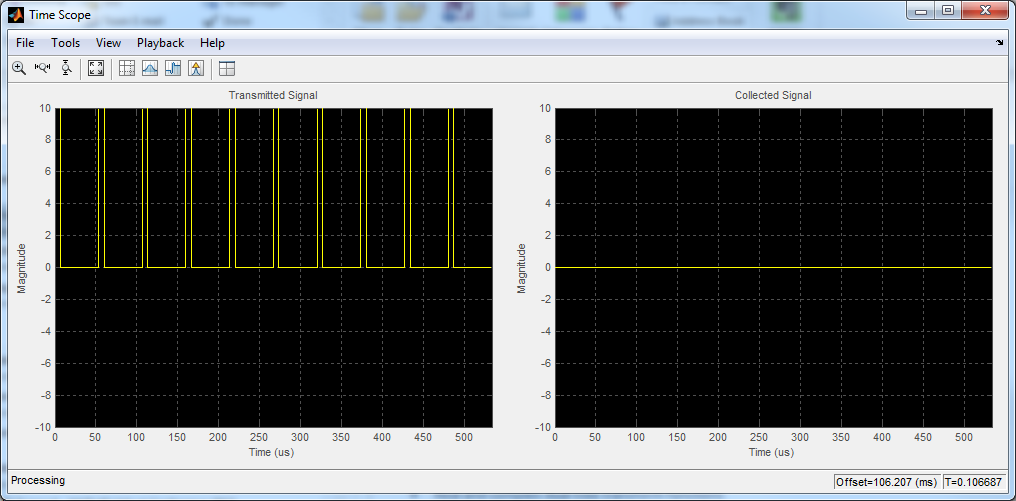 Time Scope
File Tools View Playback Help
Transmitted Signal
10
8
6
4
2
0
-2
-4
-6
-8
-10
Magnitude
0 50 100 150 200 250 300 350 400 450 500
Time (us)
Collected Signal
10
8
6
4
2
0
-2
-4
-6
-8
-10
Magnitude
0 50 100 150 200 250 300 350 400 450 500
Time (us)
Processing
Offset=106.207 (ms) T=0.106687